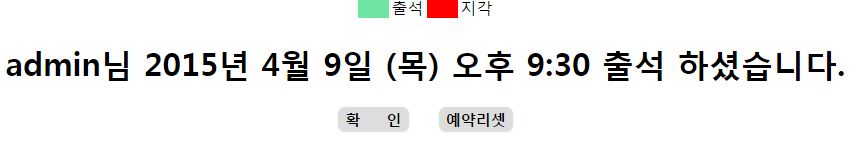 출석 지각
admin님 2015년 4월 9일 (목) 오후 9:30 출석 하셨습니다.
확 인 예약리셋